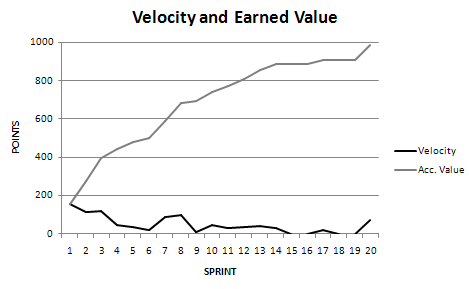 Velocity and Earned Value
1000
800
600
400
200
0
POINTS
1 2 3 4 5 6 7 8 9 10 11 12 13 14 15 16 17 18 19 20
SPRINT
Velocity
Acc. Value